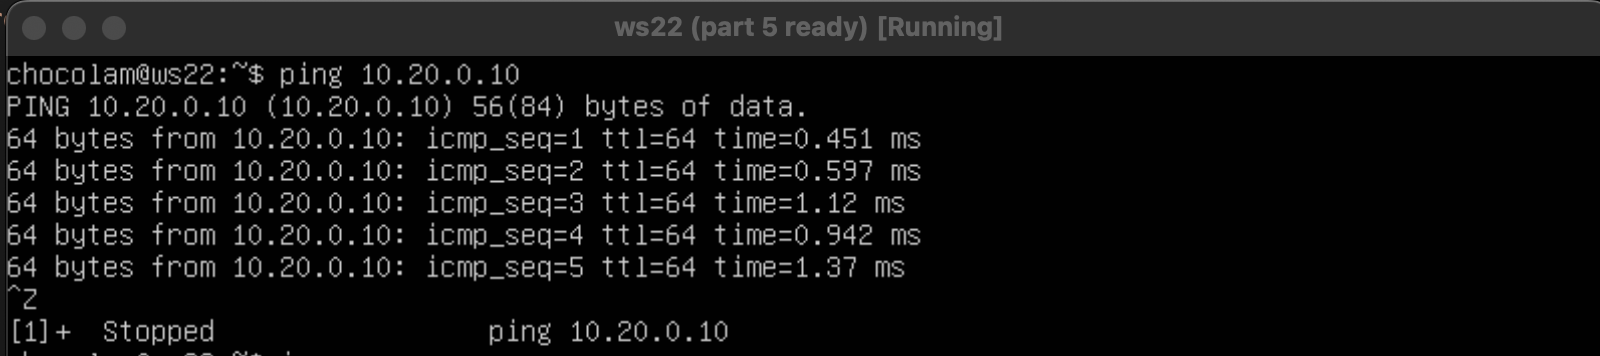 ws22 (part 5 ready) [Running]
chocolam@ws22:~$ ping 10.20.0.10
PING 10.20.0.10 (10.20.0.10) 56(84) bytes of data.
64 bytes from 10.20.0.10: icmp_seq=1 ttl=64 time=0.451 ms
64 bytes from 10.20.0.10: icmp_seq=2 ttl=64 time=0.597 ms
64 bytes from 10.20.0.10: icmp_seq=3 ttl=64 time=1.12 ms
64 bytes from 10.20.0.10: icmp_seq=4 ttl=64 time=0.942 ms
64 bytes from 10.20.0.10: icmp_seq=5 ttl=64 time=1.37 ms
^Z
[1]+  Stopped                 ping 10.20.0.10